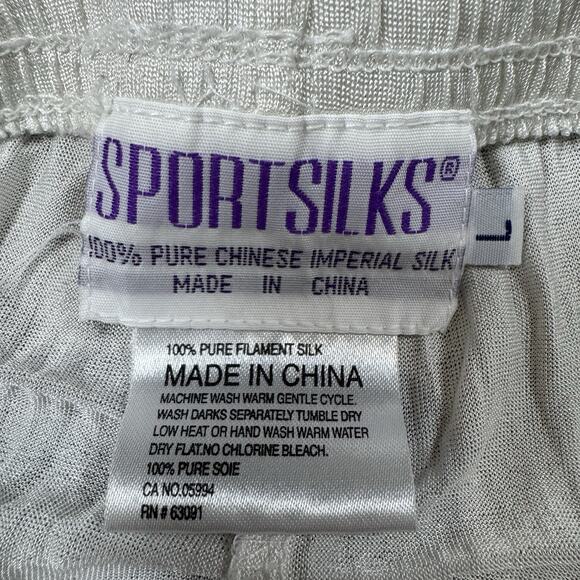 SPORTSILKS®
100% PURE CHINESE IMPERIAL SILK
MADE IN CHINA
L
100% PURE FILAMENT SILK
MADE IN CHINA
MACHINE WASH WARM GENTLE CYCLE.
WASH DARKS SEPARATELY TUMBLE DRY
LOW HEAT OR HAND WASH WARM WATER
DRY FLAT.NO CHLORINE BLEACH.
100% PURE SOIE
CA NO.05994
RN # 63091